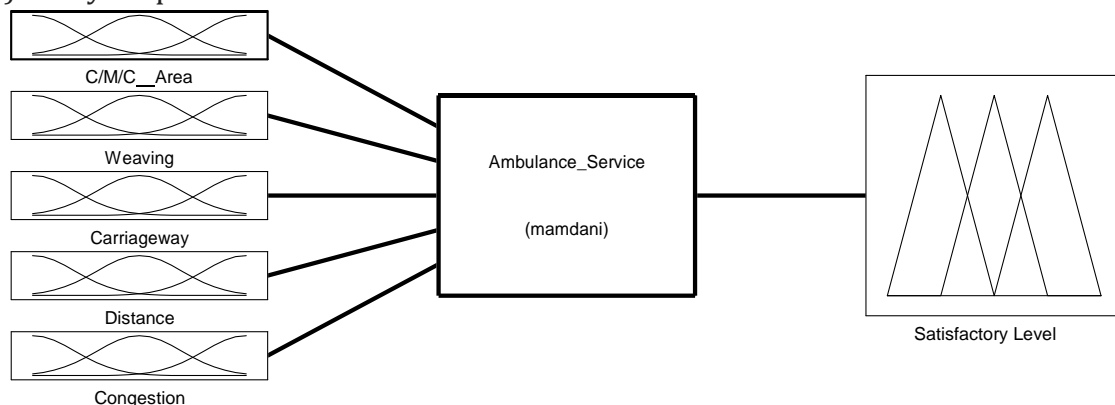 C/M/C__Area
Weaving
Carriageway
Distance
Congestion
Ambulance_Service
(mamdani)
Satisfactory Level